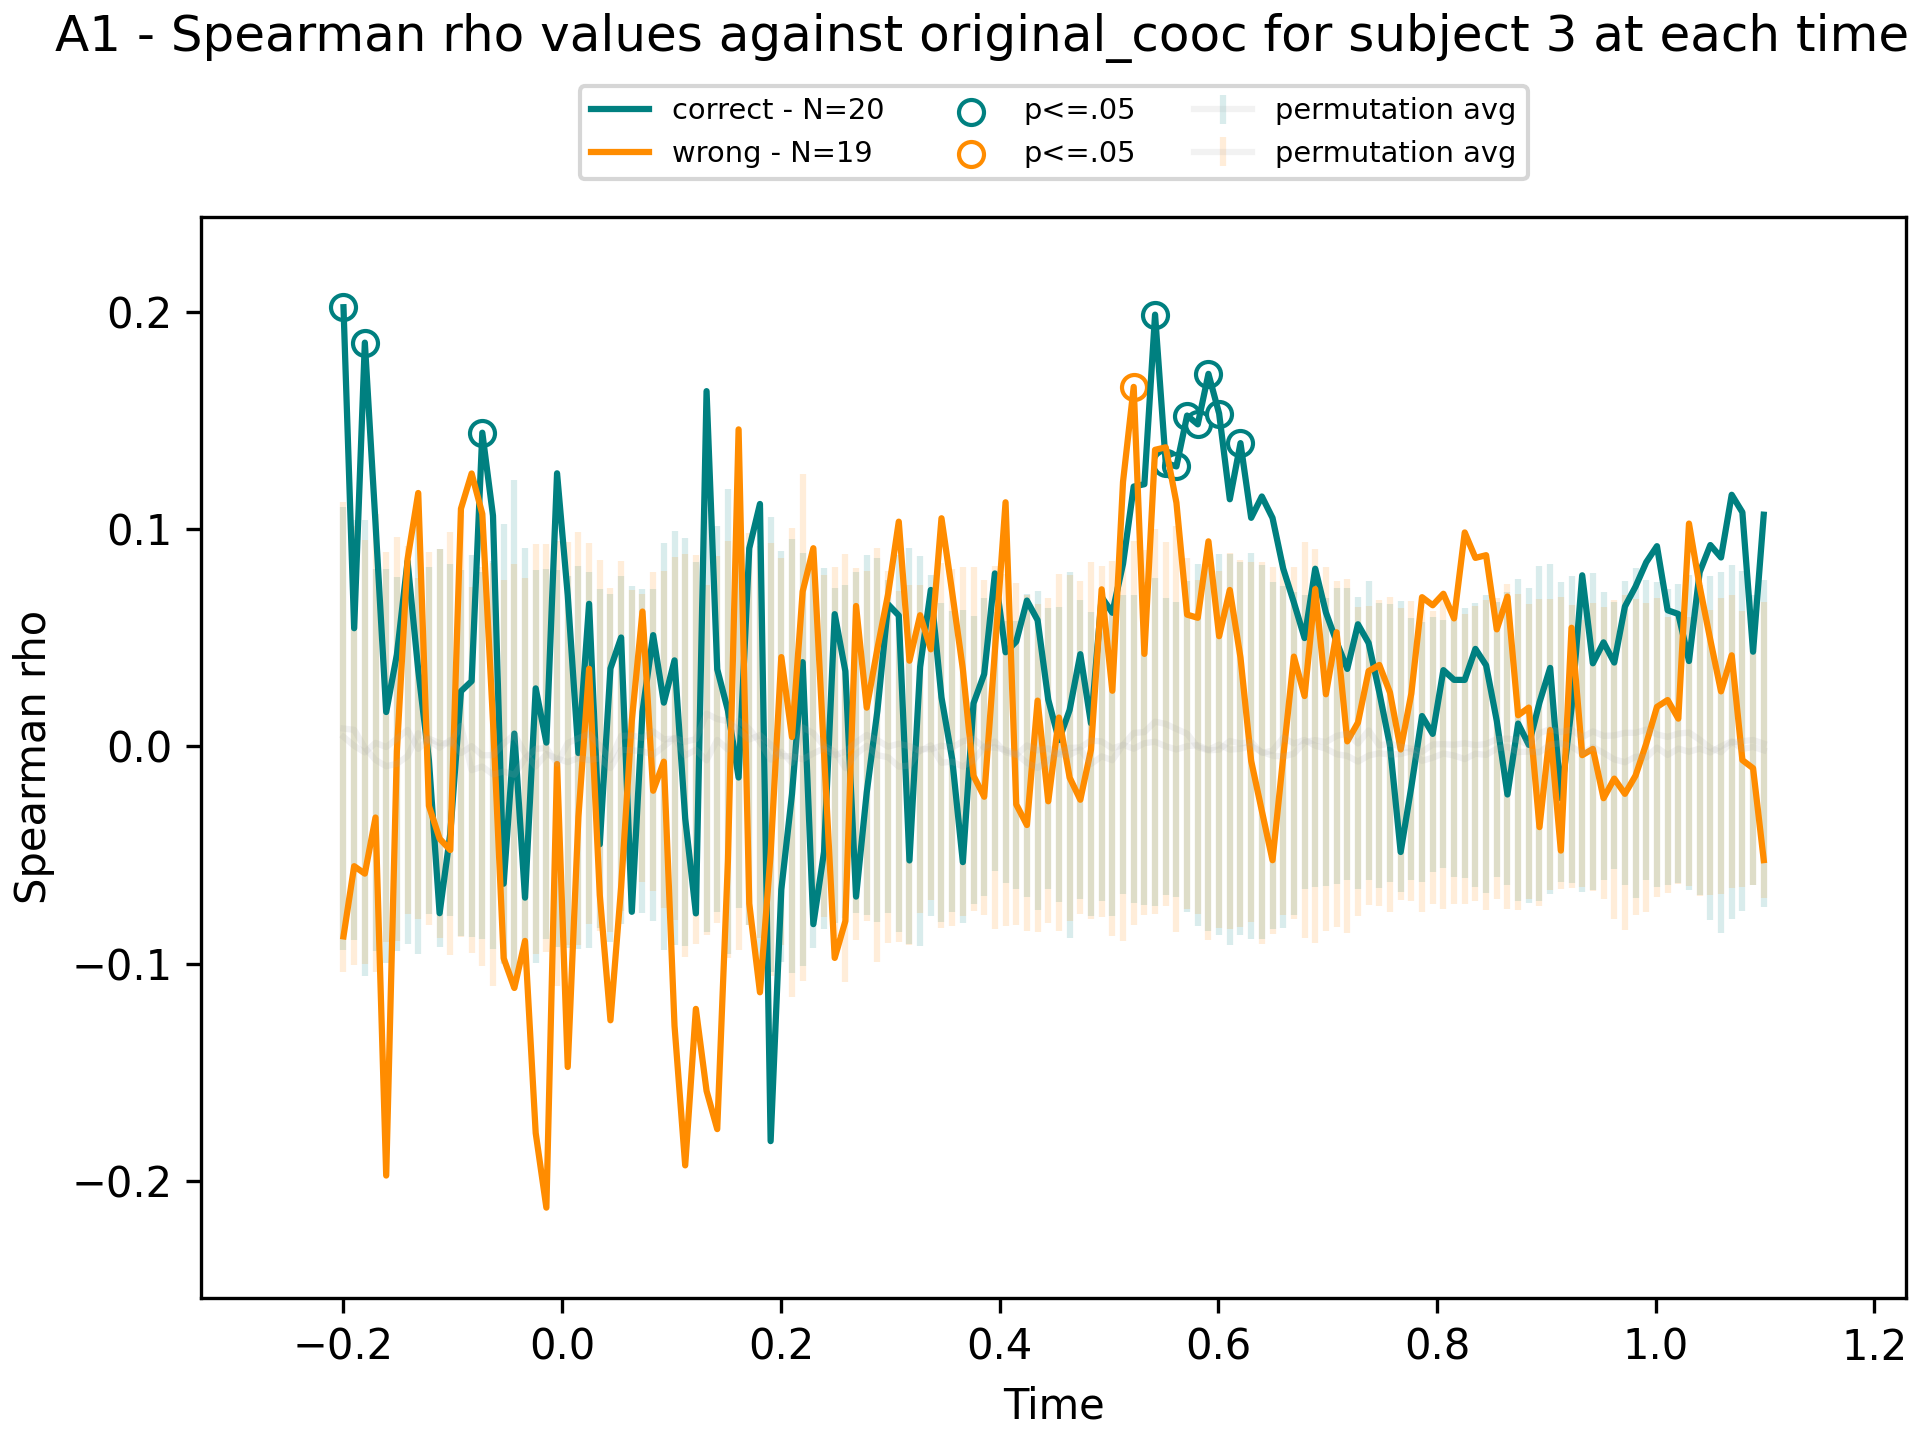 A1 - Spearman rho values against original_cooc for subject 3 at each time
correct - N=20
wrong - N=19
p<=.05
p<=.05
permutation avg
permutation avg
Spearman rho
0.2
0.1
0.0
−0.1
−0.2
−0.2
0.0
0.2
0.4
0.6
0.8
1.0
1.2
Time